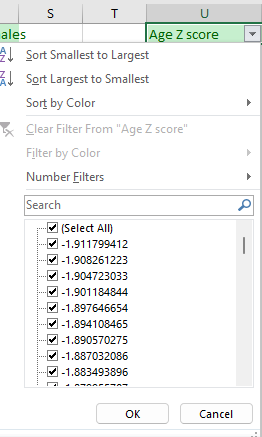 S T U
ales Age Z score
Sort Smallest to Largest
Sort Largest to Smallest
Sort by Color
Clear Filter From "Age Z score"
Filter by Color
Number Filters
Search
(Select All)
-1.911799412
-1.908261223
-1.904723033
-1.901184844
-1.897646654
-1.894108465
-1.890570275
-1.887032086
-1.883493896
OK Cancel